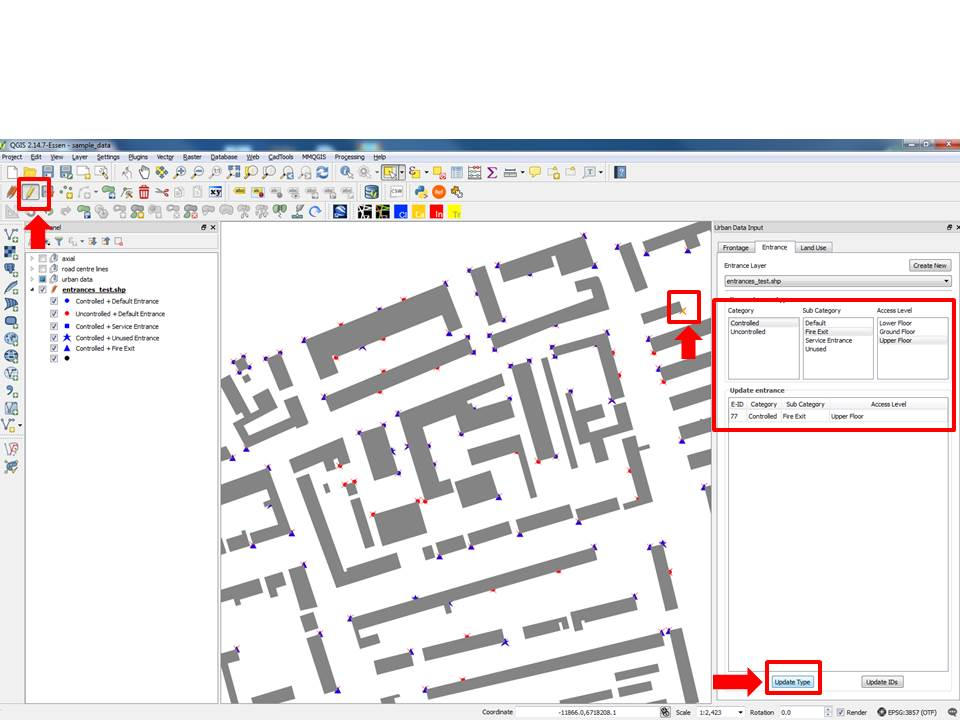 QGIS 2.14.7-Essen - sample_data
Project Edit View Layer Settings Plugins Vector Raster Database Web CadTools MMQGIS Processing Help
xy
abc
CSW
Urban Data Input
axial
road centre lines
urban data
entrances_test.shp
Controlled + Default Entrance
Uncontrolled + Default Entrance
Controlled + Service Entrance
Controlled + Unused Entrance
Controlled + Fire Exit
Frontage Entrance Land Use
Entrance Layer Create New
entrances_test.shp
Category Sub Category Access Level
Controlled Default Lower Floor
Uncontrolled Fire Exit Ground Floor
Service Entrance Upper Floor
Unused
Update entrance
E-ID Category Sub Category Access Level
77 Controlled Fire Exit Upper Floor
Update Type Update IDs
Coordinate -11866.0,6718208.1 Scale 1:2,423 Rotation 0.0 Render EPSG:3857 (OTF)